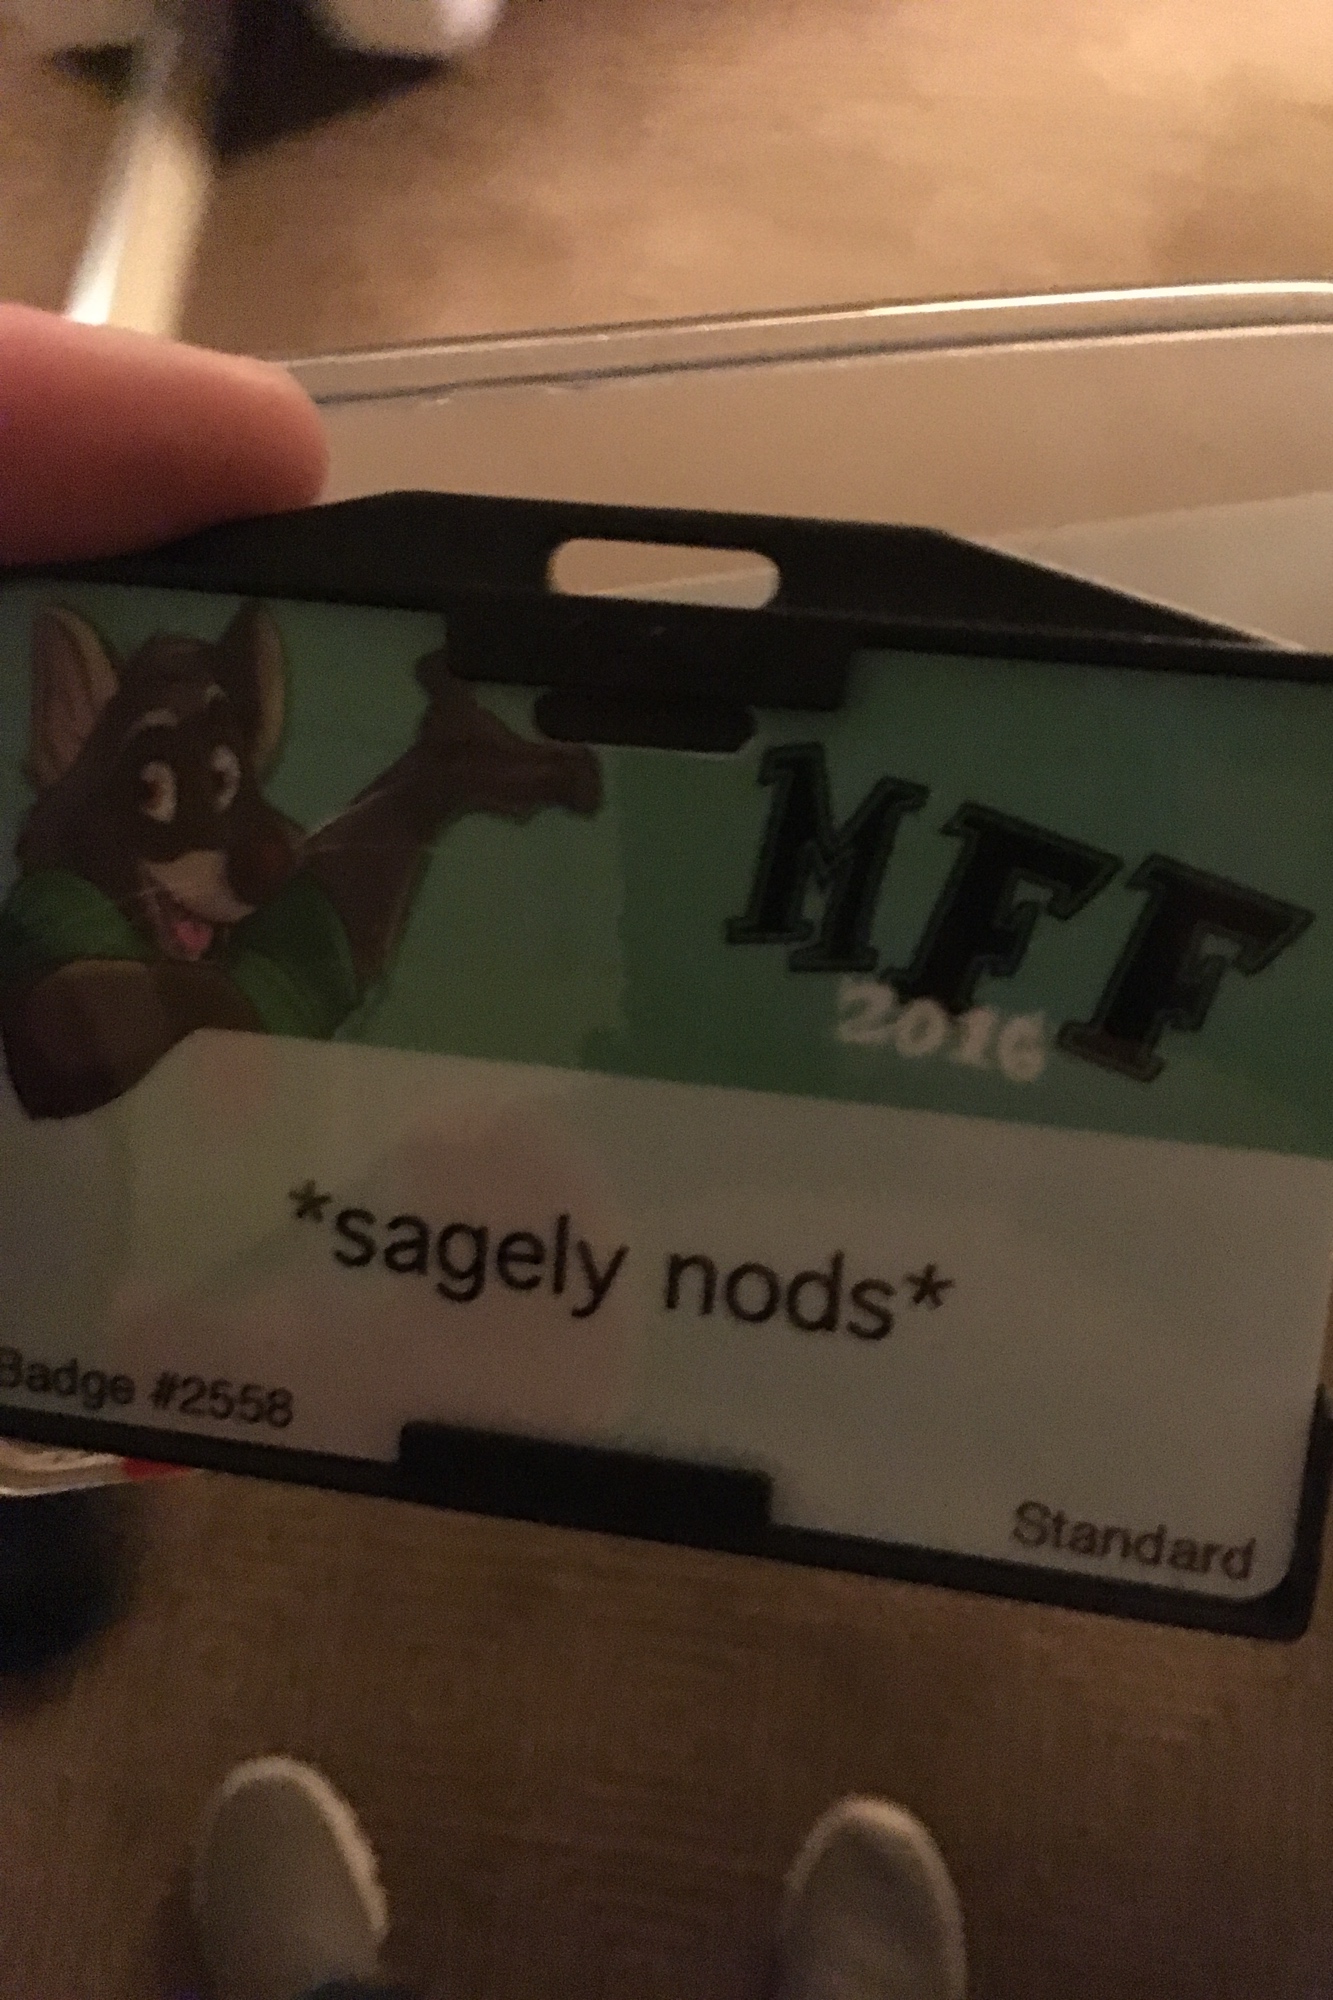 MFF
2016
*sagely nods*
Badge #2558
Standard